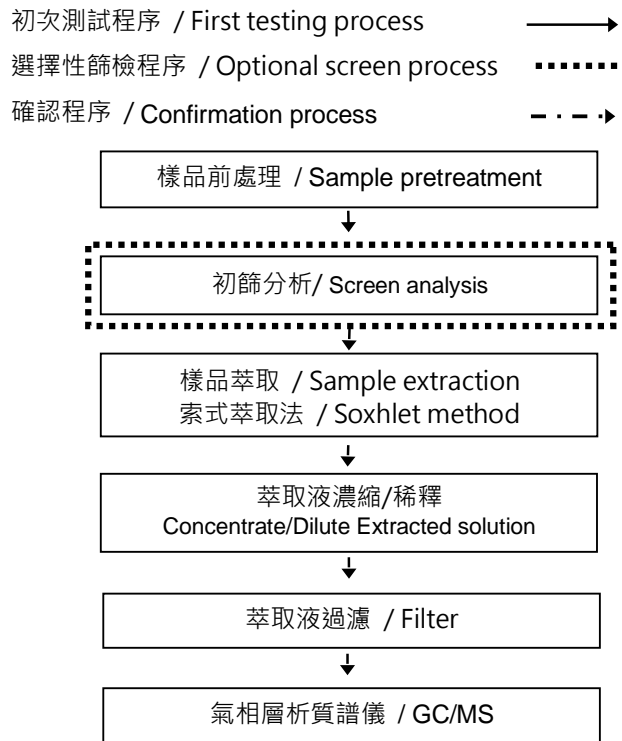 初次測試程序 / First testing process
選擇性篩檢程序 / Optional screen process
確認程序 / Confirmation process
樣品前處理 / Sample pretreatment
初篩分析/ Screen analysis
樣品萃取 / Sample extraction
索式萃取法 / Soxhlet method
萃取液濃縮/稀釋
Concentrate/Dilute Extracted solution
萃取液過濾 / Filter
氣相層析質譜儀 / GC/MS